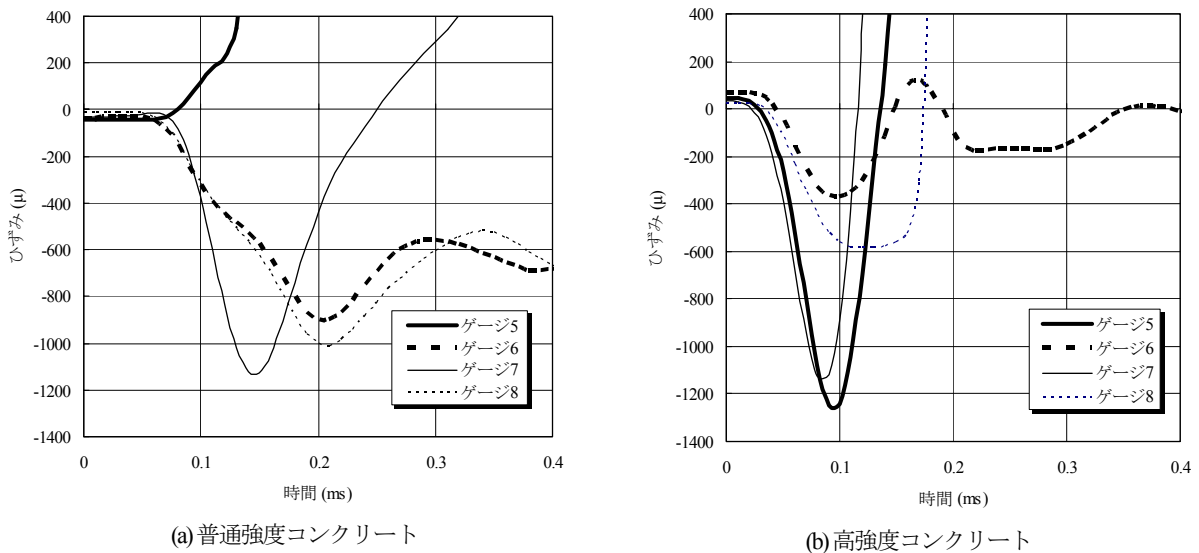 400
200
0
-200
-400
-600
-800
-1000
-1200
-1400
ひずみ (μ)
0 0.1 0.2 0.3 0.4
時間 (ms)
ゲージ5
ゲージ6
ゲージ7
ゲージ8
(a) 普通強度コンクリート
400
200
0
-200
-400
-600
-800
-1000
-1200
-1400
ひずみ (μ)
0 0.1 0.2 0.3 0.4
時間 (ms)
ゲージ5
ゲージ6
ゲージ7
ゲージ8
(b) 高強度コンクリート